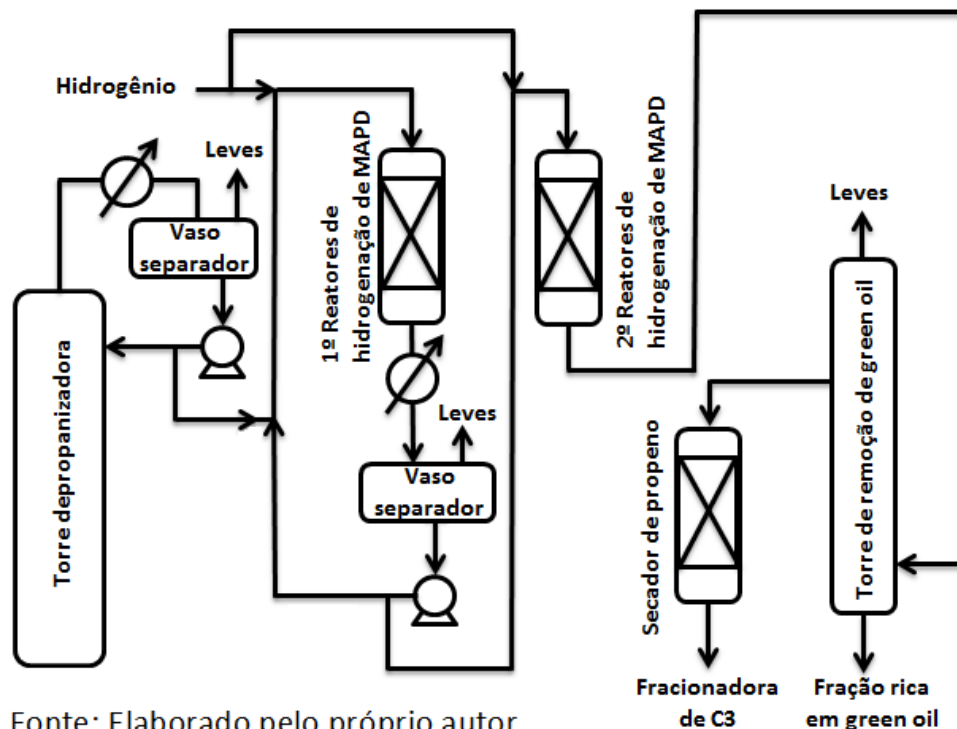 Hidrogênio
Leves
Vaso
separador
Torre depropanizadora
1º Reatores de
hidrogenação de MAPD
Leves
Vaso
separador
2º Reatores de
hidrogenação de MAPD
Leves
Torre de remoção de green oil
Secador de propeno
Fracionadora
de C3
Fração rica
em green oil
Fonte: Elaborado pelo próprio autor